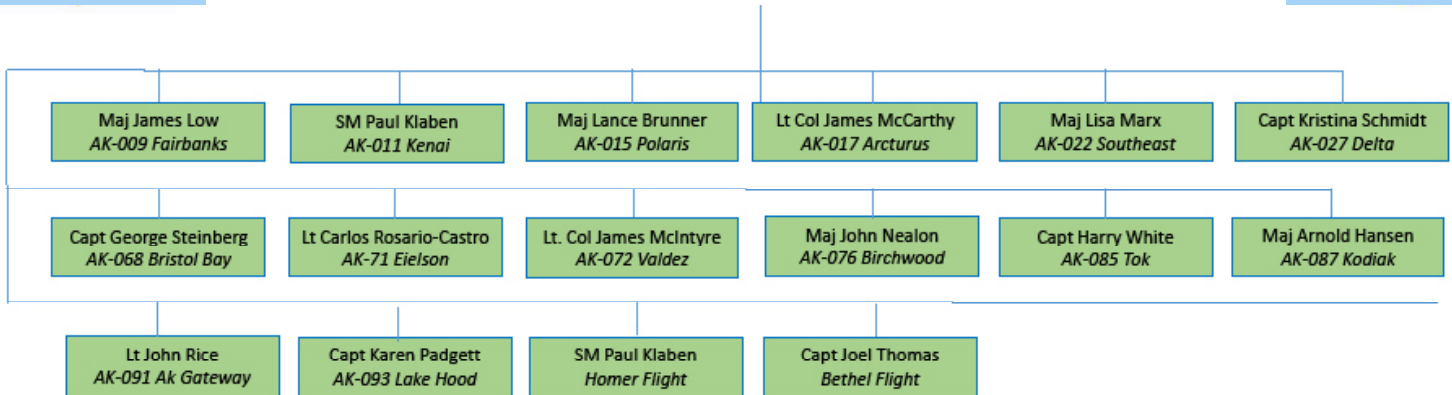 Maj James Low
AK-009 Fairbanks
SM Paul Klaben
AK-011 Kenai
Maj Lance Brunner
AK-015 Polaris
Lt Col James McCarthy
AK-017 Arcturus
Maj Lisa Marx
AK-022 Southeast
Capt Kristina Schmidt
AK-027 Delta
Capt George Steinberg
AK-068 Bristol Bay
Lt Carlos Rosario-Castro
AK-71 Eielson
Lt. Col James McIntyre
AK-072 Valdez
Maj John Nealon
AK-076 Birchwood
Capt Harry White
AK-085 Tok
Maj Arnold Hansen
AK-087 Kodiak
Lt John Rice
AK-091 Ak Gateway
Capt Karen Padgett
AK-093 Lake Hood
SM Paul Klaben
Homer Flight
Capt Joel Thomas
Bethel Flight